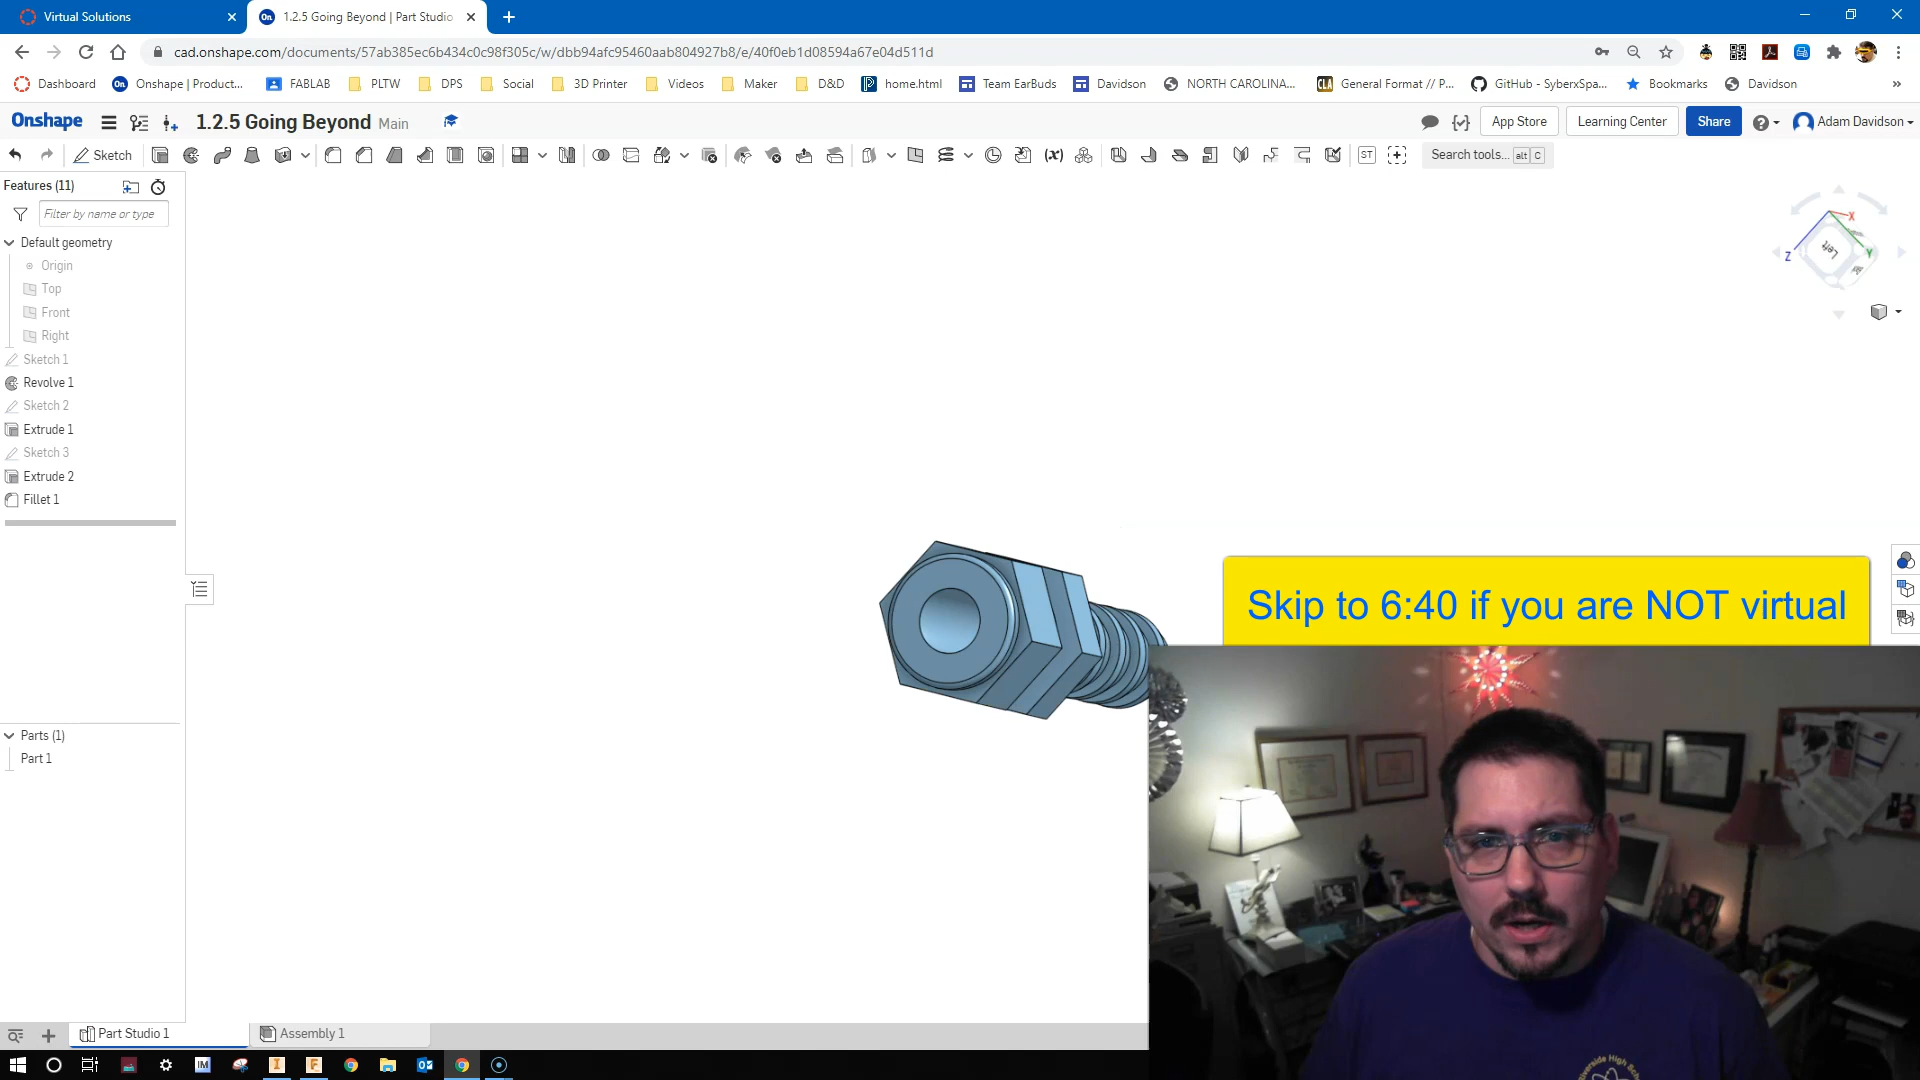 Virtual Solutions
1.2.5 Going Beyond | Part Studio
cad.onshape.com/documents/57ab385ec6b434c0c98f305c/w/dbb94afc95460aab804927b8/e/40f0eb1d08594a67e04d511d
Dashboard
Onshape | Product...
FABLAB
PLTW
DPS
Social
3D Printer
Videos
Maker
D&D
home.html
Team EarBuds
Davidson
NORTH CAROLINA...
General Format // P...
GitHub - SyberxSpa...
Bookmarks
Davidson
»
Onshape
1.2.5 Going Beyond Main
App Store
Learning Center
Share
Adam Davidson
Sketch
(x)
ST
Search tools... alt C
Features (11)
Filter by name or type
Default geometry
Origin
Top
Front
Right
Sketch 1
Revolve 1
Sketch 2
Extrude 1
Sketch 3
Extrude 2
Fillet 1
X
Z
Y
Left
Skip to 6:40 if you are NOT virtual
Parts (1)
Part 1
Part Studio 1
Assembly 1
Riverside High